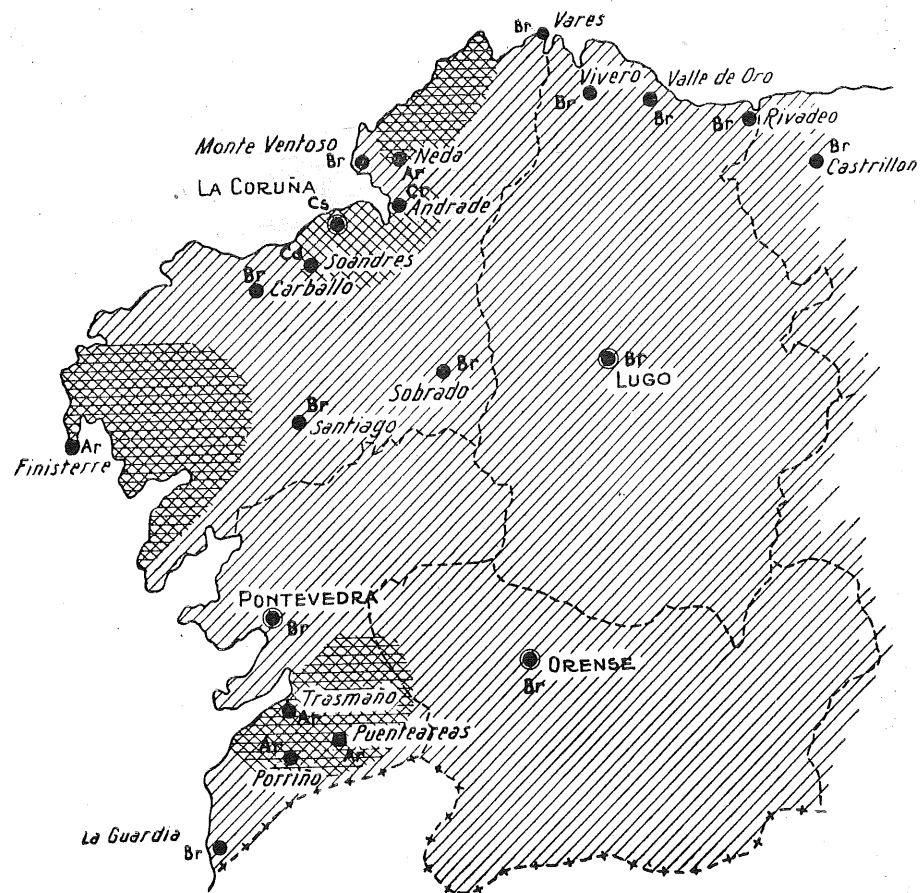 Br Vares
Vivero
Br
Valle de Oro
Br
Br Rivadeo
Br
Castrillon
Monte Ventoso
Br
Neda
Ar
LA CORUÑA
Cs
Cr
Andrade
Soandres
Br
Carballo
Br
Sobrado
Br
LUGO
Br
Santiago
Ar
Finisterre
PONTEVEDRA
Br
ORENSE
Br
Trasmaño
Ar
Puenteareas
Ar
Ar
Porriño
La Guardia
Br